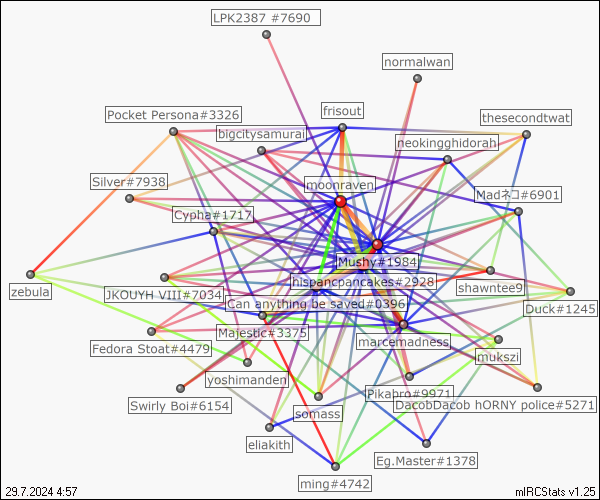 LPK2387 #7690
normalwan
Pocket Persona#3326
frisout
thesecondtwat
bigcitysamurai
neokingghidorah
Silver#7938
moonraven
Madネコ#6901
Cypha#1717
Mushy#1984
zebula
JKOUYH VIII#7034
hispancpancakes#2928
shawntee9
Can anything be saved#0396
Duck#1245
Fedora Stoat#4479
Majestic#3375
marcemadness
mukszi
yoshimanden
Pikabro#9971
Swirly Boi#6154
somass
DacobDacob hORNY police#5271
eliakith
Eg.Master#1378
ming#4742
29.7.2024 4:57
mIRCStats v1.25